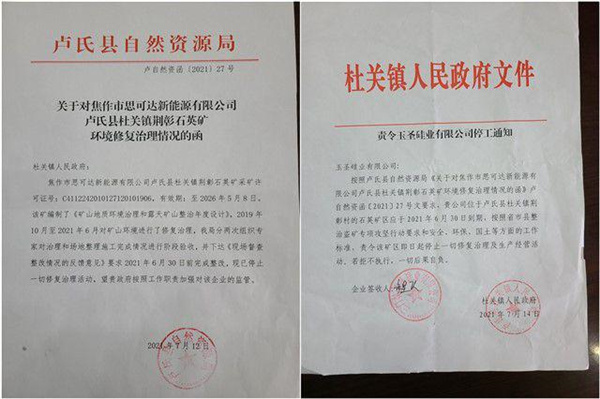 卢氏县自然资源局
卢自然资函〔2021〕27号
关于对焦作市思可达新能源有限公司
卢氏县杜关镇荆彰石英矿
环境修复治理情况的函
杜关镇人民政府：
焦作市思可达新能源有限公司卢氏县杜关镇荆彰石英矿采矿许
可证号：C4112242010127120101906，有效期：至2026年5月8日。
该矿编制了《矿山地质环境治理和露天矿山整治年度设计》。2019年
10月至2021年6月对矿山环境进行了修复治理，我局分两次组织专
家对治理和场地整理施工完成情况进行阶段验收，并下达《现场督查
整改情况的反馈意见》要求2021年6月30日前完成整改，现已停止
一切修复治理活动，望贵政府按照工作职责加强对该企业的监管。
2021年7月12日
杜关镇人民政府文件
责令玉圣硅业有限公司停工通知
玉圣硅业有限公司：
按照卢氏县自然资源局《关于对焦作市思可达新能源有
限公司卢氏县杜关镇荆彰石英矿环境修复治理情况的函》卢
自然资函〔2021〕27号文要求，贵公司位于卢氏县杜关镇荆
彰村的石英矿区应于2021年6月30日到期，按照省市县整
治盗矿专项攻坚行动要求和安全、环保、国土等方面的工作
标准，责令该矿区即日起停止一切修复治理及生产经营活
动，若拒不执行，一切后果自负。
企业签收人：
杜关镇人民政府
2021年7月14日